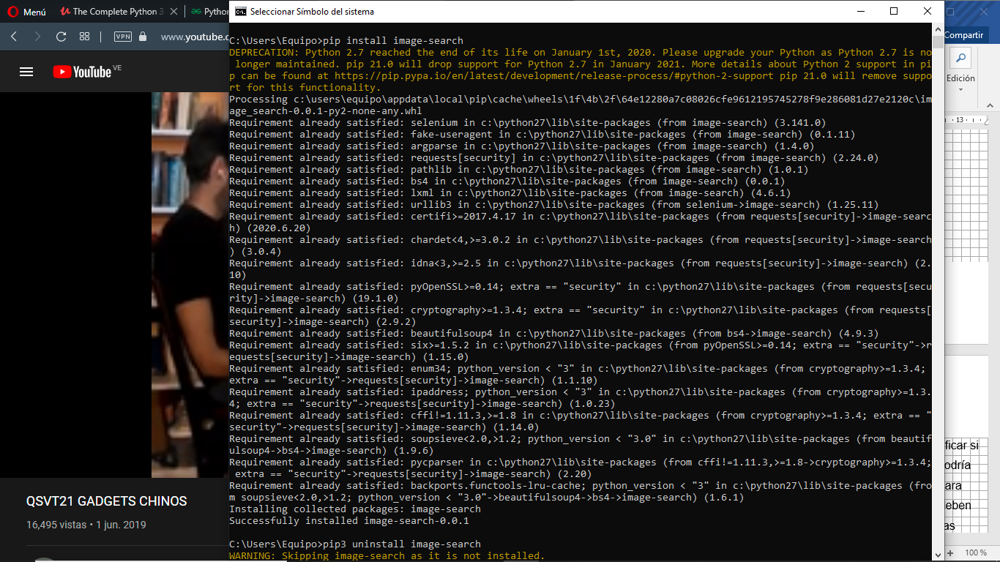 Menú
The Complete Python 3
Pytho
VPN
www.youtube.c
YouTube VE
QSVT21 GADGETS CHINOS
16,495 vistas • 1 jun. 2019
Seleccionar Símbolo del sistema
C:\Users\Equipo>pip install image-search
DEPRECATION: Python 2.7 reached the end of its life on January 1st, 2020. Please upgrade your Python as Python 2.7 is no
 longer maintained. pip 21.0 will drop support for Python 2.7 in January 2021. More details about Python 2 support in pi
p can be found at https://pip.pypa.io/en/latest/development/release-process/#python-2-support pip 21.0 will remove suppo
rt for this functionality.
Processing c:\users\equipo\appdata\local\pip\cache\wheels\1f\4b\2f\64e12280a7c08026cfe9612195745278f9e286081d27e2120c\im
age_search-0.0.1-py2-none-any.whl
Requirement already satisfied: selenium in c:\python27\lib\site-packages (from image-search) (3.141.0)
Requirement already satisfied: fake-useragent in c:\python27\lib\site-packages (from image-search) (0.1.11)
Requirement already satisfied: argparse in c:\python27\lib\site-packages (from image-search) (1.4.0)
Requirement already satisfied: requests[security] in c:\python27\lib\site-packages (from image-search) (2.24.0)
Requirement already satisfied: pathlib in c:\python27\lib\site-packages (from image-search) (1.0.1)
Requirement already satisfied: bs4 in c:\python27\lib\site-packages (from image-search) (0.0.1)
Requirement already satisfied: lxml in c:\python27\lib\site-packages (from image-search) (4.6.1)
Requirement already satisfied: urllib3 in c:\python27\lib\site-packages (from selenium->image-search) (1.25.11)
Requirement already satisfied: certifi>=2017.4.17 in c:\python27\lib\site-packages (from requests[security]->image-searc
h) (2020.6.20)
Requirement already satisfied: chardet<4,>=3.0.2 in c:\python27\lib\site-packages (from requests[security]->image-search
) (3.0.4)
Requirement already satisfied: idna<3,>=2.5 in c:\python27\lib\site-packages (from requests[security]->image-search) (2.
10)
Requirement already satisfied: pyOpenSSL>=0.14; extra == "security" in c:\python27\lib\site-packages (from requests[secu
rity]->image-search) (19.1.0)
Requirement already satisfied: cryptography>=1.3.4; extra == "security" in c:\python27\lib\site-packages (from requests[
security]->image-search) (2.9.2)
Requirement already satisfied: beautifulsoup4 in c:\python27\lib\site-packages (from bs4->image-search) (4.9.3)
Requirement already satisfied: six>=1.5.2 in c:\python27\lib\site-packages (from pyOpenSSL>=0.14; extra == "security"->r
equests[security]->image-search) (1.15.0)
Requirement already satisfied: enum34; python_version < "3" in c:\python27\lib\site-packages (from cryptography>=1.3.4;
extra == "security"->requests[security]->image-search) (1.1.10)
Requirement already satisfied: ipaddress; python_version < "3" in c:\python27\lib\site-packages (from cryptography>=1.3.
4; extra == "security"->requests[security]->image-search) (1.0.23)
Requirement already satisfied: cffi!=1.11.3,>=1.8 in c:\python27\lib\site-packages (from cryptography>=1.3.4; extra == "
security"->requests[security]->image-search) (1.14.0)
Requirement already satisfied: soupsieve<2.0,>1.2; python_version < "3.0" in c:\python27\lib\site-packages (from beautif
ulsoup4->bs4->image-search) (1.9.6)
Requirement already satisfied: pycparser in c:\python27\lib\site-packages (from cffi!=1.11.3,>=1.8->cryptography>=1.3.4;
 extra == "security"->requests[security]->image-search) (2.20)
Requirement already satisfied: backports.functools-lru-cache; python_version < "3" in c:\python27\lib\site-packages (fro
m soupsieve<2.0,>1.2; python_version < "3.0"->beautifulsoup4->bs4->image-search) (1.6.1)
Installing collected packages: image-search
Successfully installed image-search-0.0.1
C:\Users\Equipo>pip3 uninstall image-search
WARNING: Skipping image-search as it is not installed.
Compartir
Edición
13
ficar si
odría
ara
eben
as
100 %